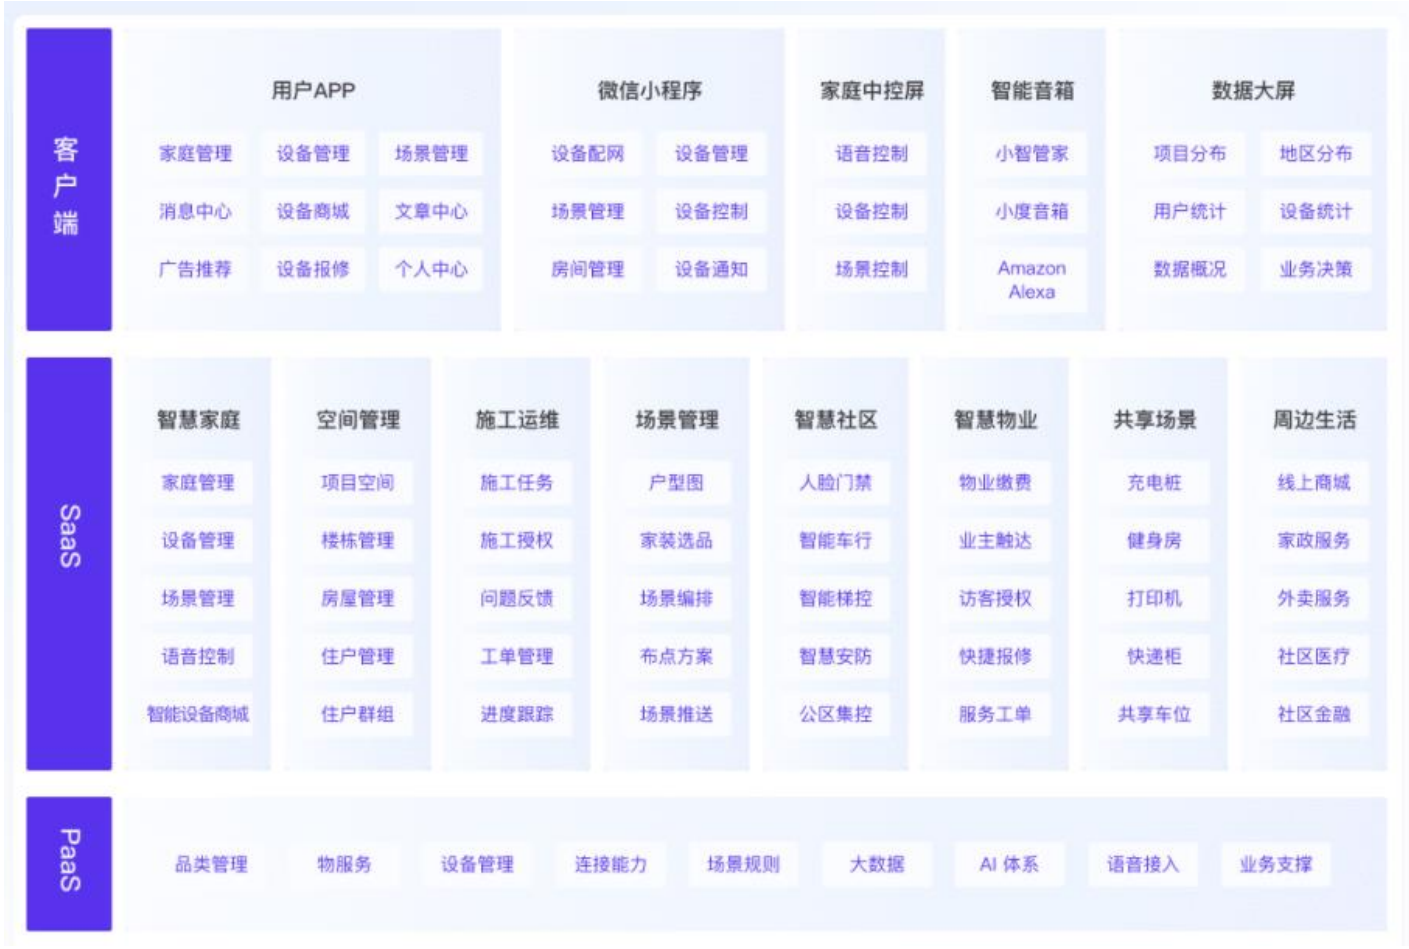 客户端
用户APP
家庭管理 设备管理 场景管理
消息中心 设备商城 文章中心
广告推荐 设备报修 个人中心
微信小程序
设备配网 设备管理
场景管理 设备控制
房间管理 设备通知
家庭中控屏
语音控制
设备控制
场景控制
智能音箱
小智管家
小度音箱
Amazon
Alexa
数据大屏
项目分布 地区分布
用户统计 设备统计
数据概况 业务决策
SaaS
智慧家庭
家庭管理
设备管理
场景管理
语音控制
智能设备商城
空间管理
项目空间
楼栋管理
房屋管理
住户管理
住户群组
施工运维
施工任务
施工授权
问题反馈
工单管理
进度跟踪
场景管理
户型图
家装选品
场景编排
布点方案
场景推送
智慧社区
人脸门禁
智能车行
智能梯控
智慧安防
公区集控
智慧物业
物业缴费
业主触达
访客授权
快捷报修
服务工单
共享场景
充电桩
健身房
打印机
快递柜
共享车位
周边生活
线上商城
家政服务
外卖服务
社区医疗
社区金融
PaaS
品类管理 物服务 设备管理 连接能力 场景规则 大数据 AI 体系 语音接入 业务支撑